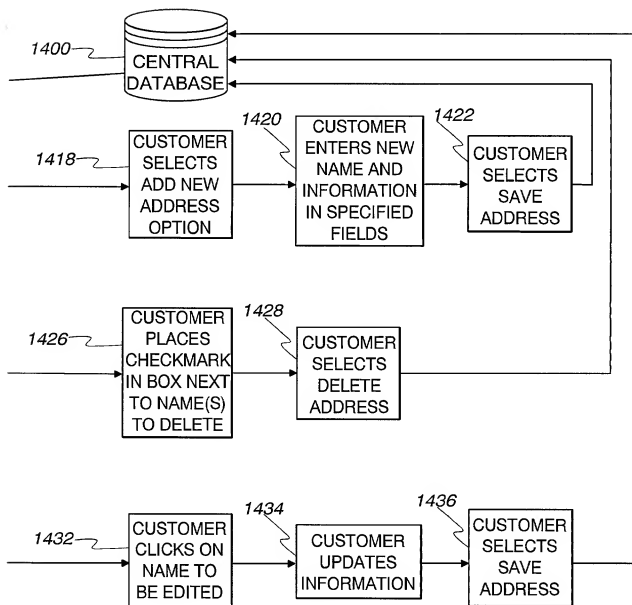 1400
CENTRAL
DATABASE
1418
CUSTOMER
SELECTS
ADD NEW
ADDRESS
OPTION
1420
CUSTOMER
ENTERS NEW
NAME AND
INFORMATION
IN SPECIFIED
FIELDS
1422
CUSTOMER
SELECTS
SAVE
ADDRESS
1426
CUSTOMER
PLACES
CHECKMARK
IN BOX NEXT
TO NAME(S)
TO DELETE
1428
CUSTOMER
SELECTS
DELETE
ADDRESS
1432
CUSTOMER
CLICKS ON
NAME TO
BE EDITED
1434
CUSTOMER
UPDATES
INFORMATION
1436
CUSTOMER
SELECTS
SAVE
ADDRESS